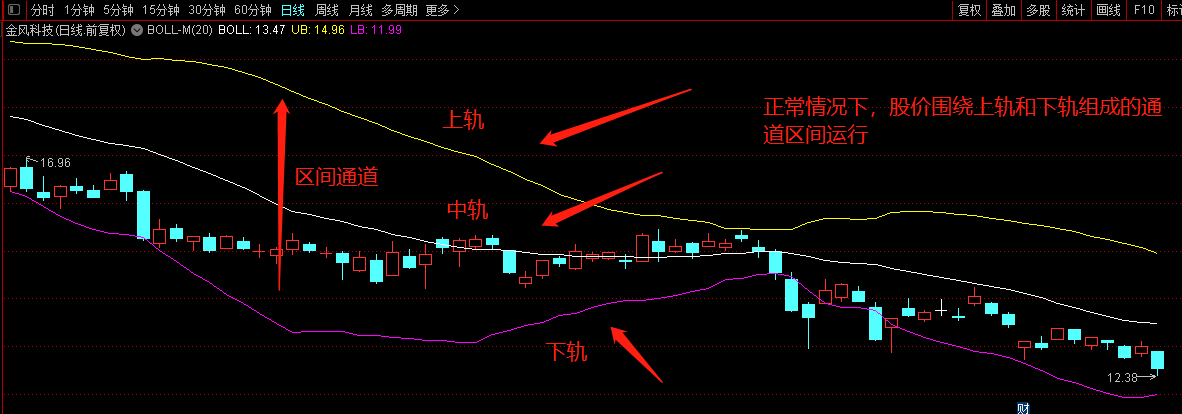 分时 1分钟 5分钟 15分钟 30分钟 60分钟 日线 周线 月线 多周期 更多 >
复权 叠加 多股 统计 画线 F10
金风科技(日线.前复权) BOLL-M(20) BOLL: 13.47 UB: 14.96 LB: 11.99
正常情况下，股价围绕上轨和下轨组成的通
道区间运行
上轨
16.96
区间通道
中轨
下轨
12.38
财